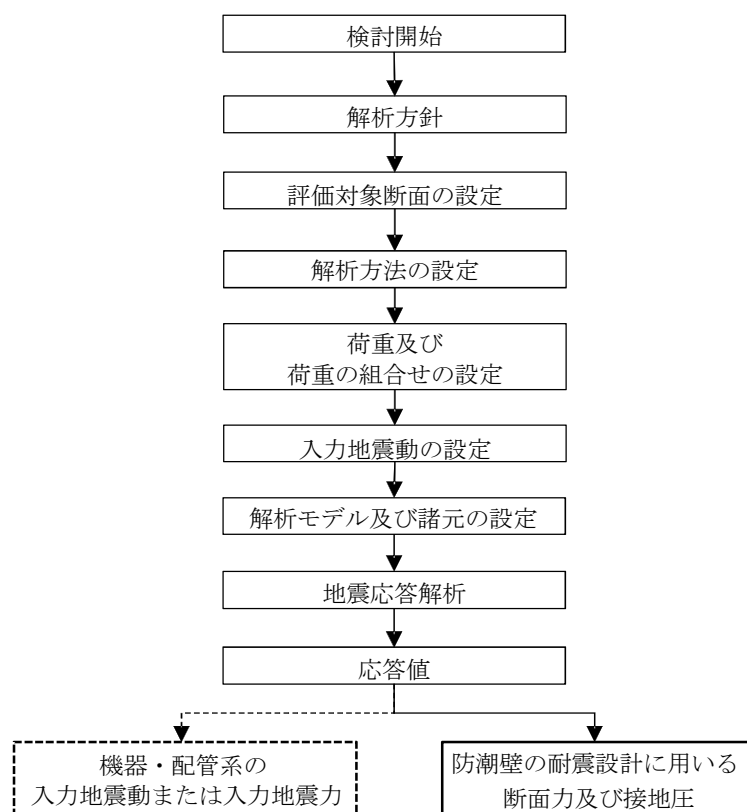 検討開始
解析方針
評価対象断面の設定
解析方法の設定
荷重及び
荷重の組合せの設定
入力地震動の設定
解析モデル及び諸元の設定
地震応答解析
応答値
機器・配管系の
入力地震動または入力地震力
防潮壁の耐震設計に用いる
断面力及び接地圧